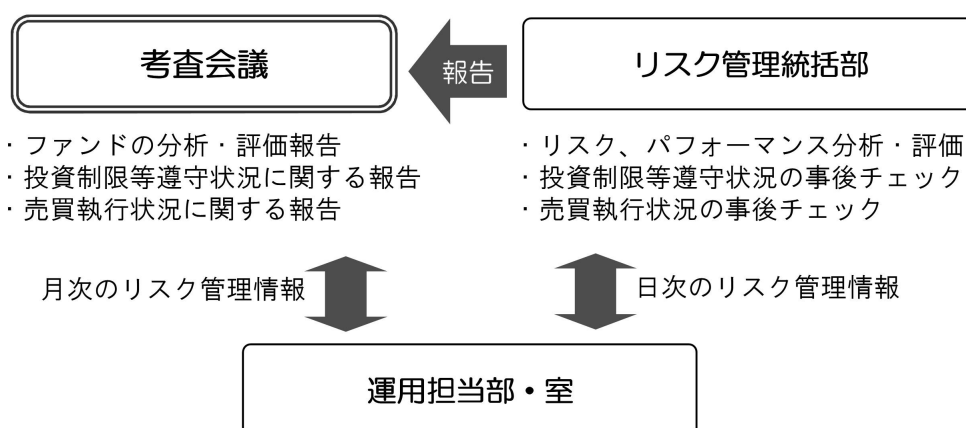 考査会議
報告
リスク管理統括部
・ファンドの分析・評価報告
・投資制限等遵守状況に関する報告
・売買執行状況に関する報告
・リスク、パフォーマンス分析・評価
・投資制限等遵守状況の事後チェック
・売買執行状況の事後チェック
月次のリスク管理情報
日次のリスク管理情報
運用担当部・室